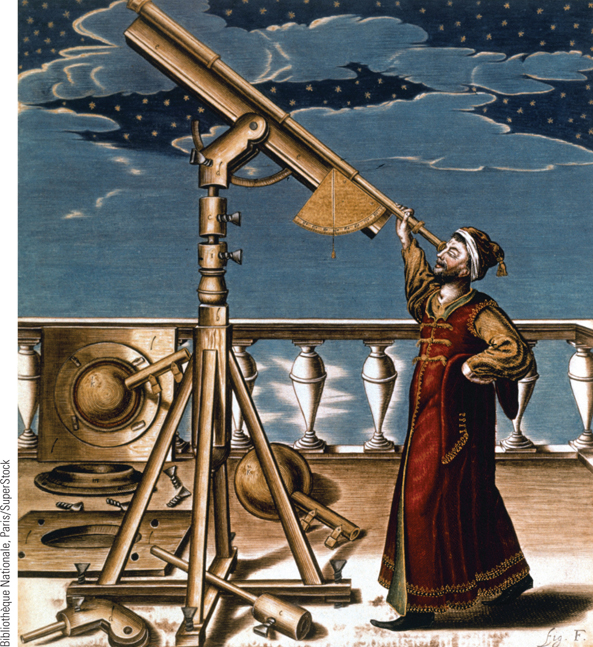 Bibliothèque Nationale, Paris/SuperStock
fig. F.